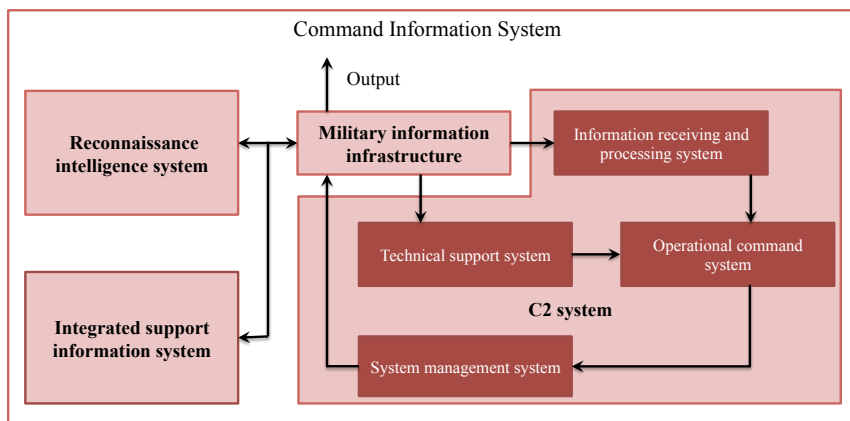 Command Information System
Output
Reconnaissance
intelligence system
Military information
infrastructure
Information receiving and
processing system
Technical support system
Operational command
system
C2 system
Integrated support
information system
System management system